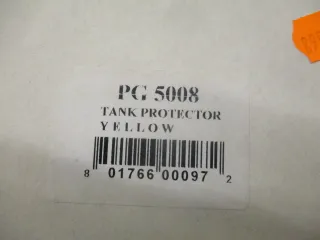 PG 5008
TANK PROTECTOR
YELLOW
8 01766 00097 2